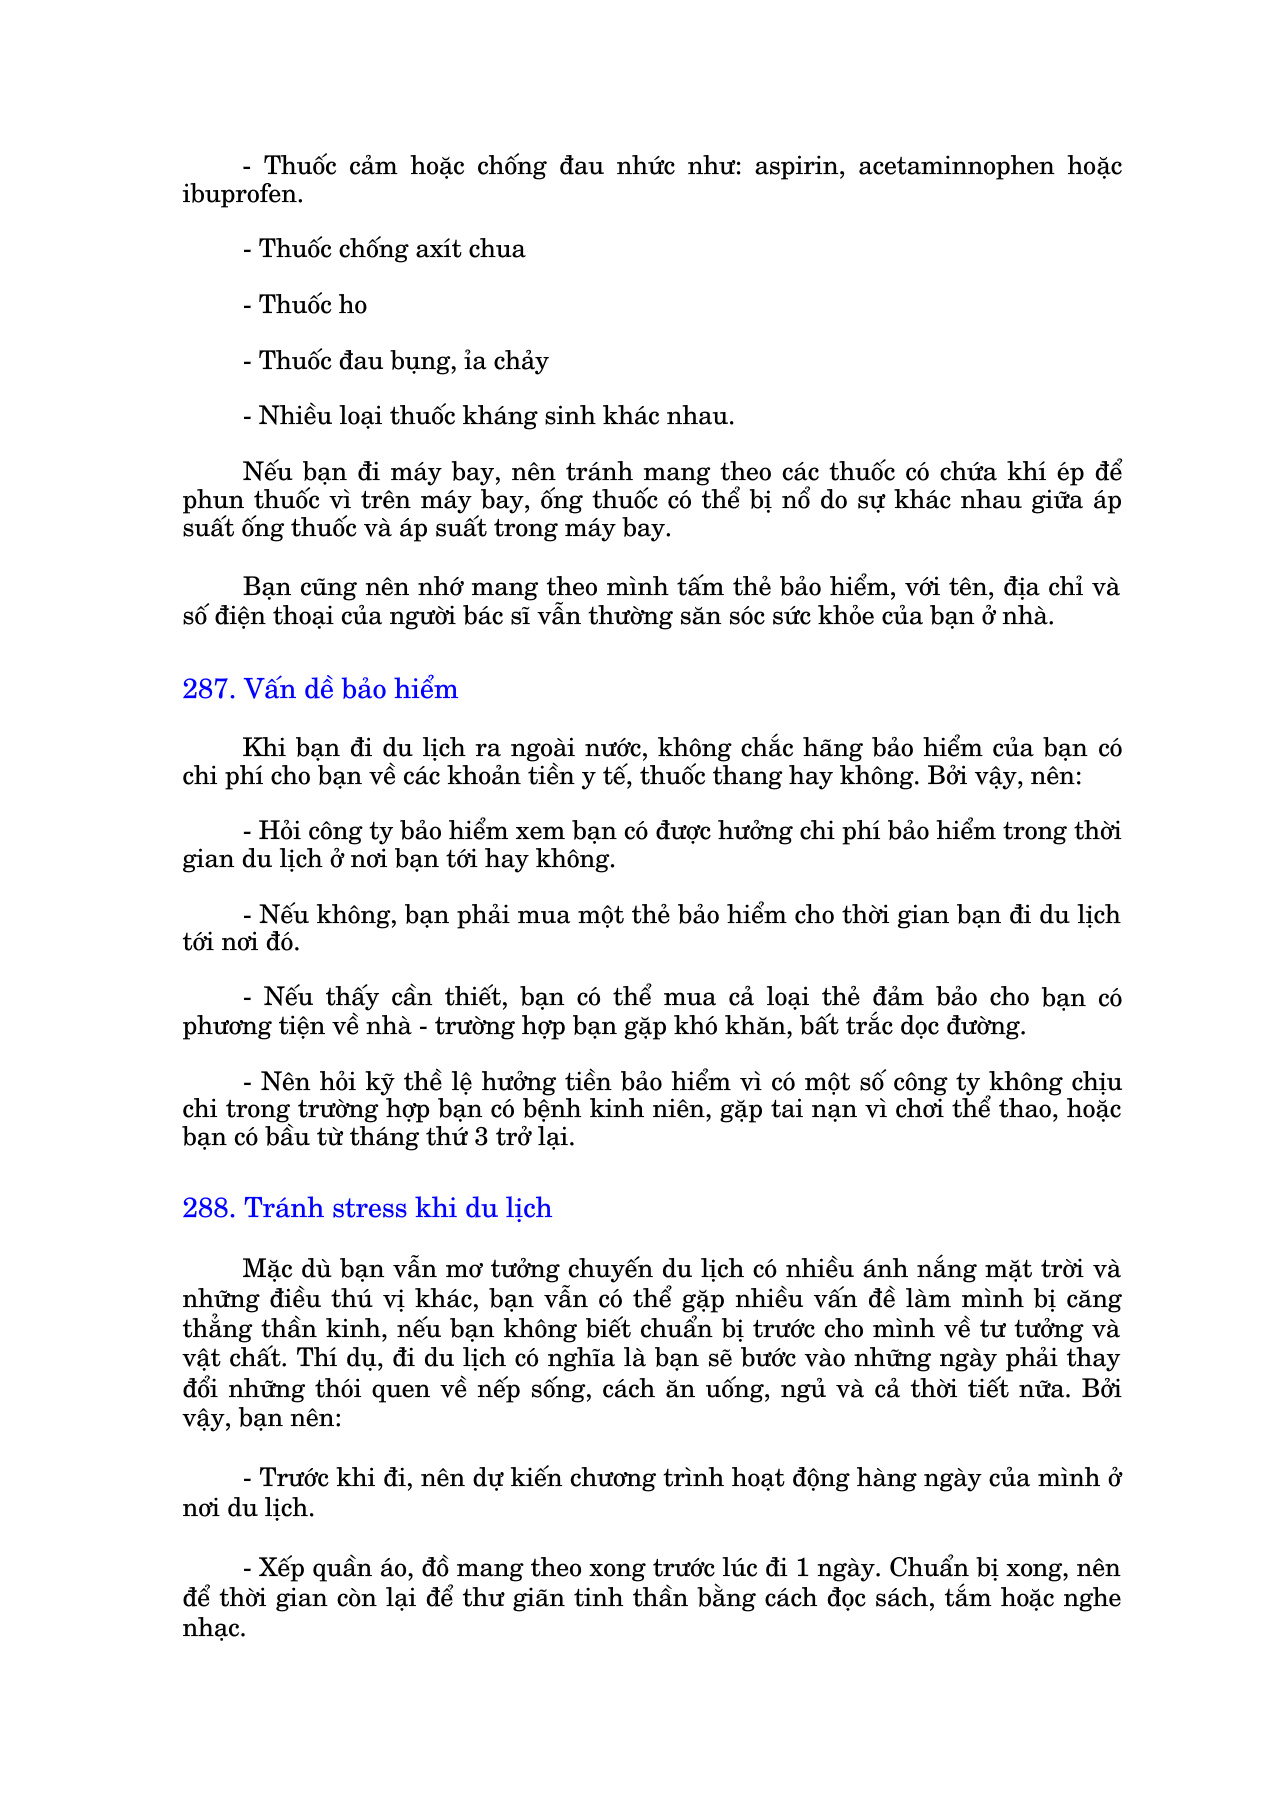 - Thuốc cảm hoặc chống đau nhức như: aspirin, acetaminnophen hoặc
ibuprofen.
- Thuốc chống axít chua
- Thuốc ho
- Thuốc đau bụng, ỉa chảy
- Nhiều loại thuốc kháng sinh khác nhau.
Nếu bạn đi máy bay, nên tránh mang theo các thuốc có chứa khí ép để
phun thuốc vì trên máy bay, ống thuốc có thể bị nổ do sự khác nhau giữa áp
suất ống thuốc và áp suất trong máy bay.
Bạn cũng nên nhớ mang theo mình tấm thẻ bảo hiểm, với tên, địa chỉ và
số điện thoại của người bác sĩ vẫn thường săn sóc sức khỏe của bạn ở nhà.
287. Vấn dề bảo hiểm
Khi bạn đi du lịch ra ngoài nước, không chắc hãng bảo hiểm của bạn có
chi phí cho bạn về các khoản tiền y tế, thuốc thang hay không. Bởi vậy, nên:
- Hỏi công ty bảo hiểm xem bạn có được hưởng chi phí bảo hiểm trong thời
gian du lịch ở nơi bạn tới hay không.
- Nếu không, bạn phải mua một thẻ bảo hiểm cho thời gian bạn đi du lịch
tới nơi đó.
- Nếu thấy cần thiết, bạn có thể mua cả loại thẻ đảm bảo cho bạn có
phương tiện về nhà - trường hợp bạn gặp khó khăn, bất trắc dọc đường.
- Nên hỏi kỹ thề lệ hưởng tiền bảo hiểm vì có một số công ty không chịu
chi trong trường hợp bạn có bệnh kinh niên, gặp tai nạn vì chơi thể thao, hoặc
bạn có bầu từ tháng thứ 3 trở lại.
288. Tránh stress khi du lịch
Mặc dù bạn vẫn mơ tưởng chuyến du lịch có nhiều ánh nắng mặt trời và
những điều thú vị khác, bạn vẫn có thể gặp nhiều vấn đề làm mình bị căng
thẳng thần kinh, nếu bạn không biết chuẩn bị trước cho mình về tư tưởng và
vật chất. Thí dụ, đi du lịch có nghĩa là bạn sẽ bước vào những ngày phải thay
đổi những thói quen về nếp sống, cách ăn uống, ngủ và cả thời tiết nữa. Bởi
vậy, bạn nên:
- Trước khi đi, nên dự kiến chương trình hoạt động hàng ngày của mình ở
nơi du lịch.
- Xếp quần áo, đồ mang theo xong trước lúc đi 1 ngày. Chuẩn bị xong, nên
để thời gian còn lại để thư giãn tinh thần bằng cách đọc sách, tắm hoặc nghe
nhạc.